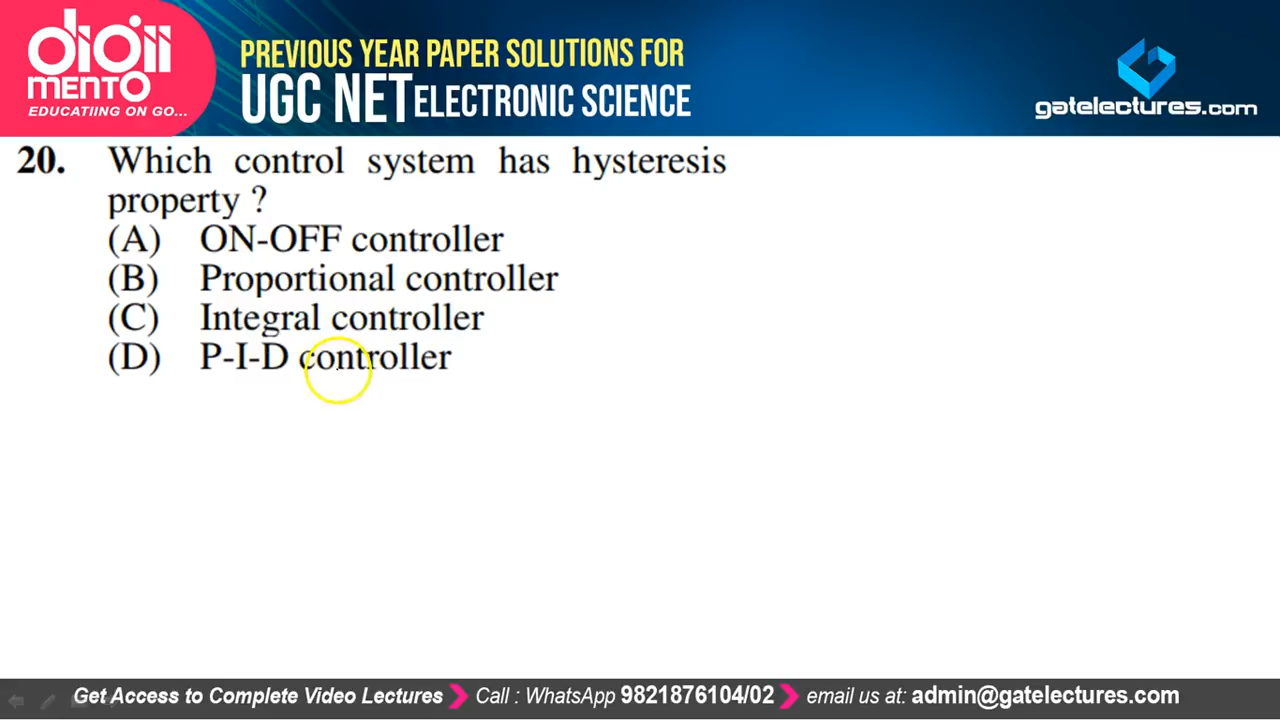 dioii
MENTO
EDUCATIING ON GO...
PREVIOUS YEAR PAPER SOLUTIONS FOR
UGC NET ELECTRONIC SCIENCE
gatelectures.com
20. Which control system has hysteresis
property ?
(A) ON-OFF controller
(B) Proportional controller
(C) Integral controller
(D) P-I-D controller
Get Access to Complete Video Lectures Call : WhatsApp 9821876104/02 email us at: admin@gatelectures.com